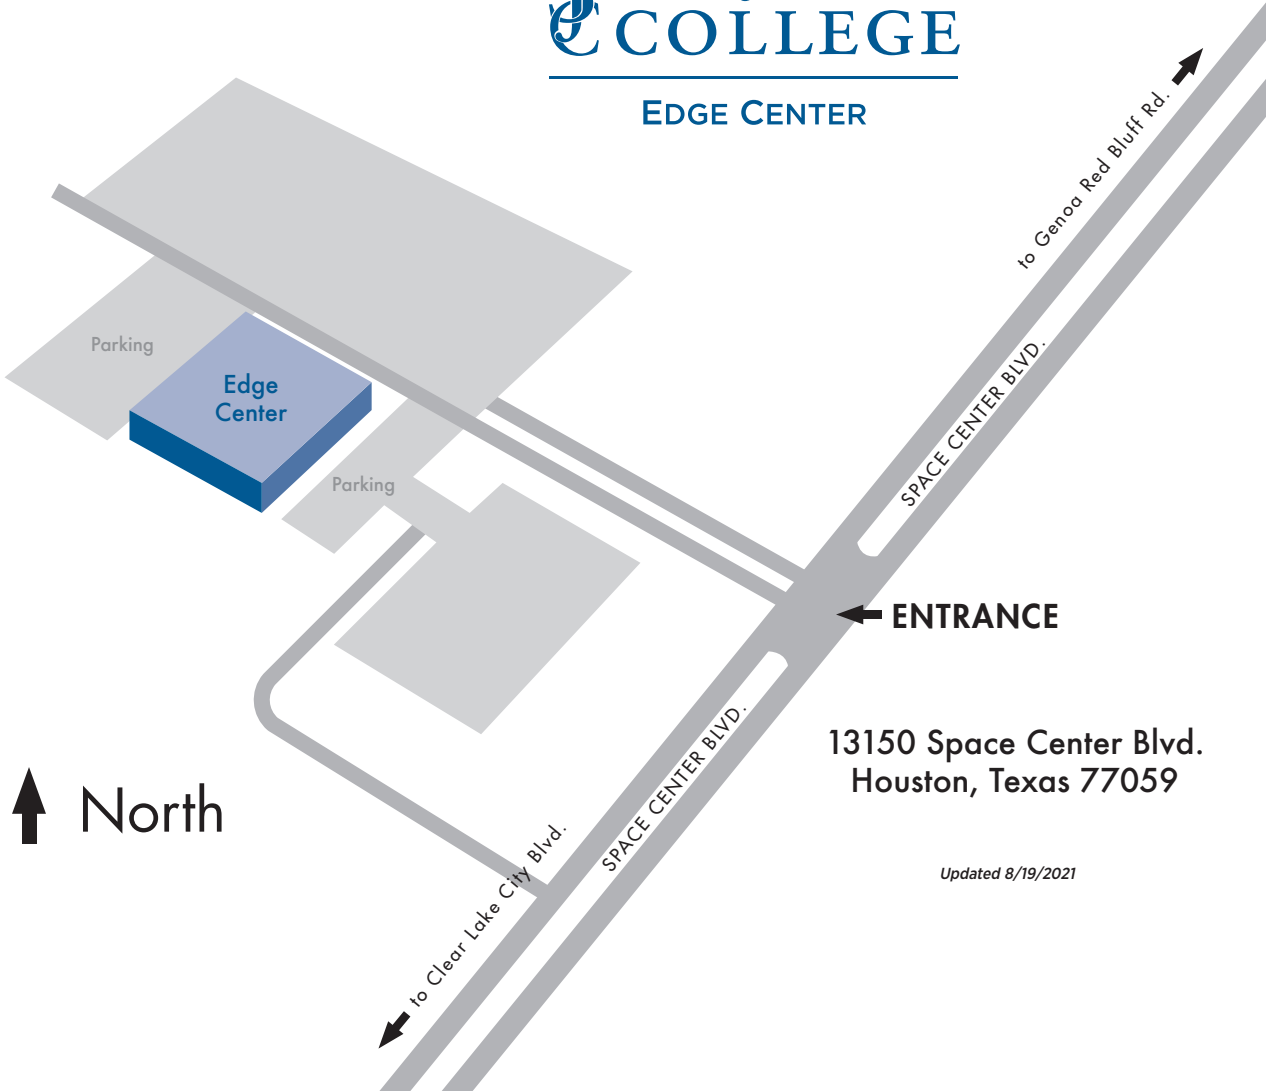 COLLEGE
EDGE CENTER
to Genoa Red Bluff Rd.
Parking
Edge
Center
SPACE CENTER BLVD.
Parking
ENTRANCE
13150 Space Center Blvd.
Houston, Texas 77059
SPACE CENTER BLVD.
North
to Clear Lake City Blvd.
Updated 8/19/2021